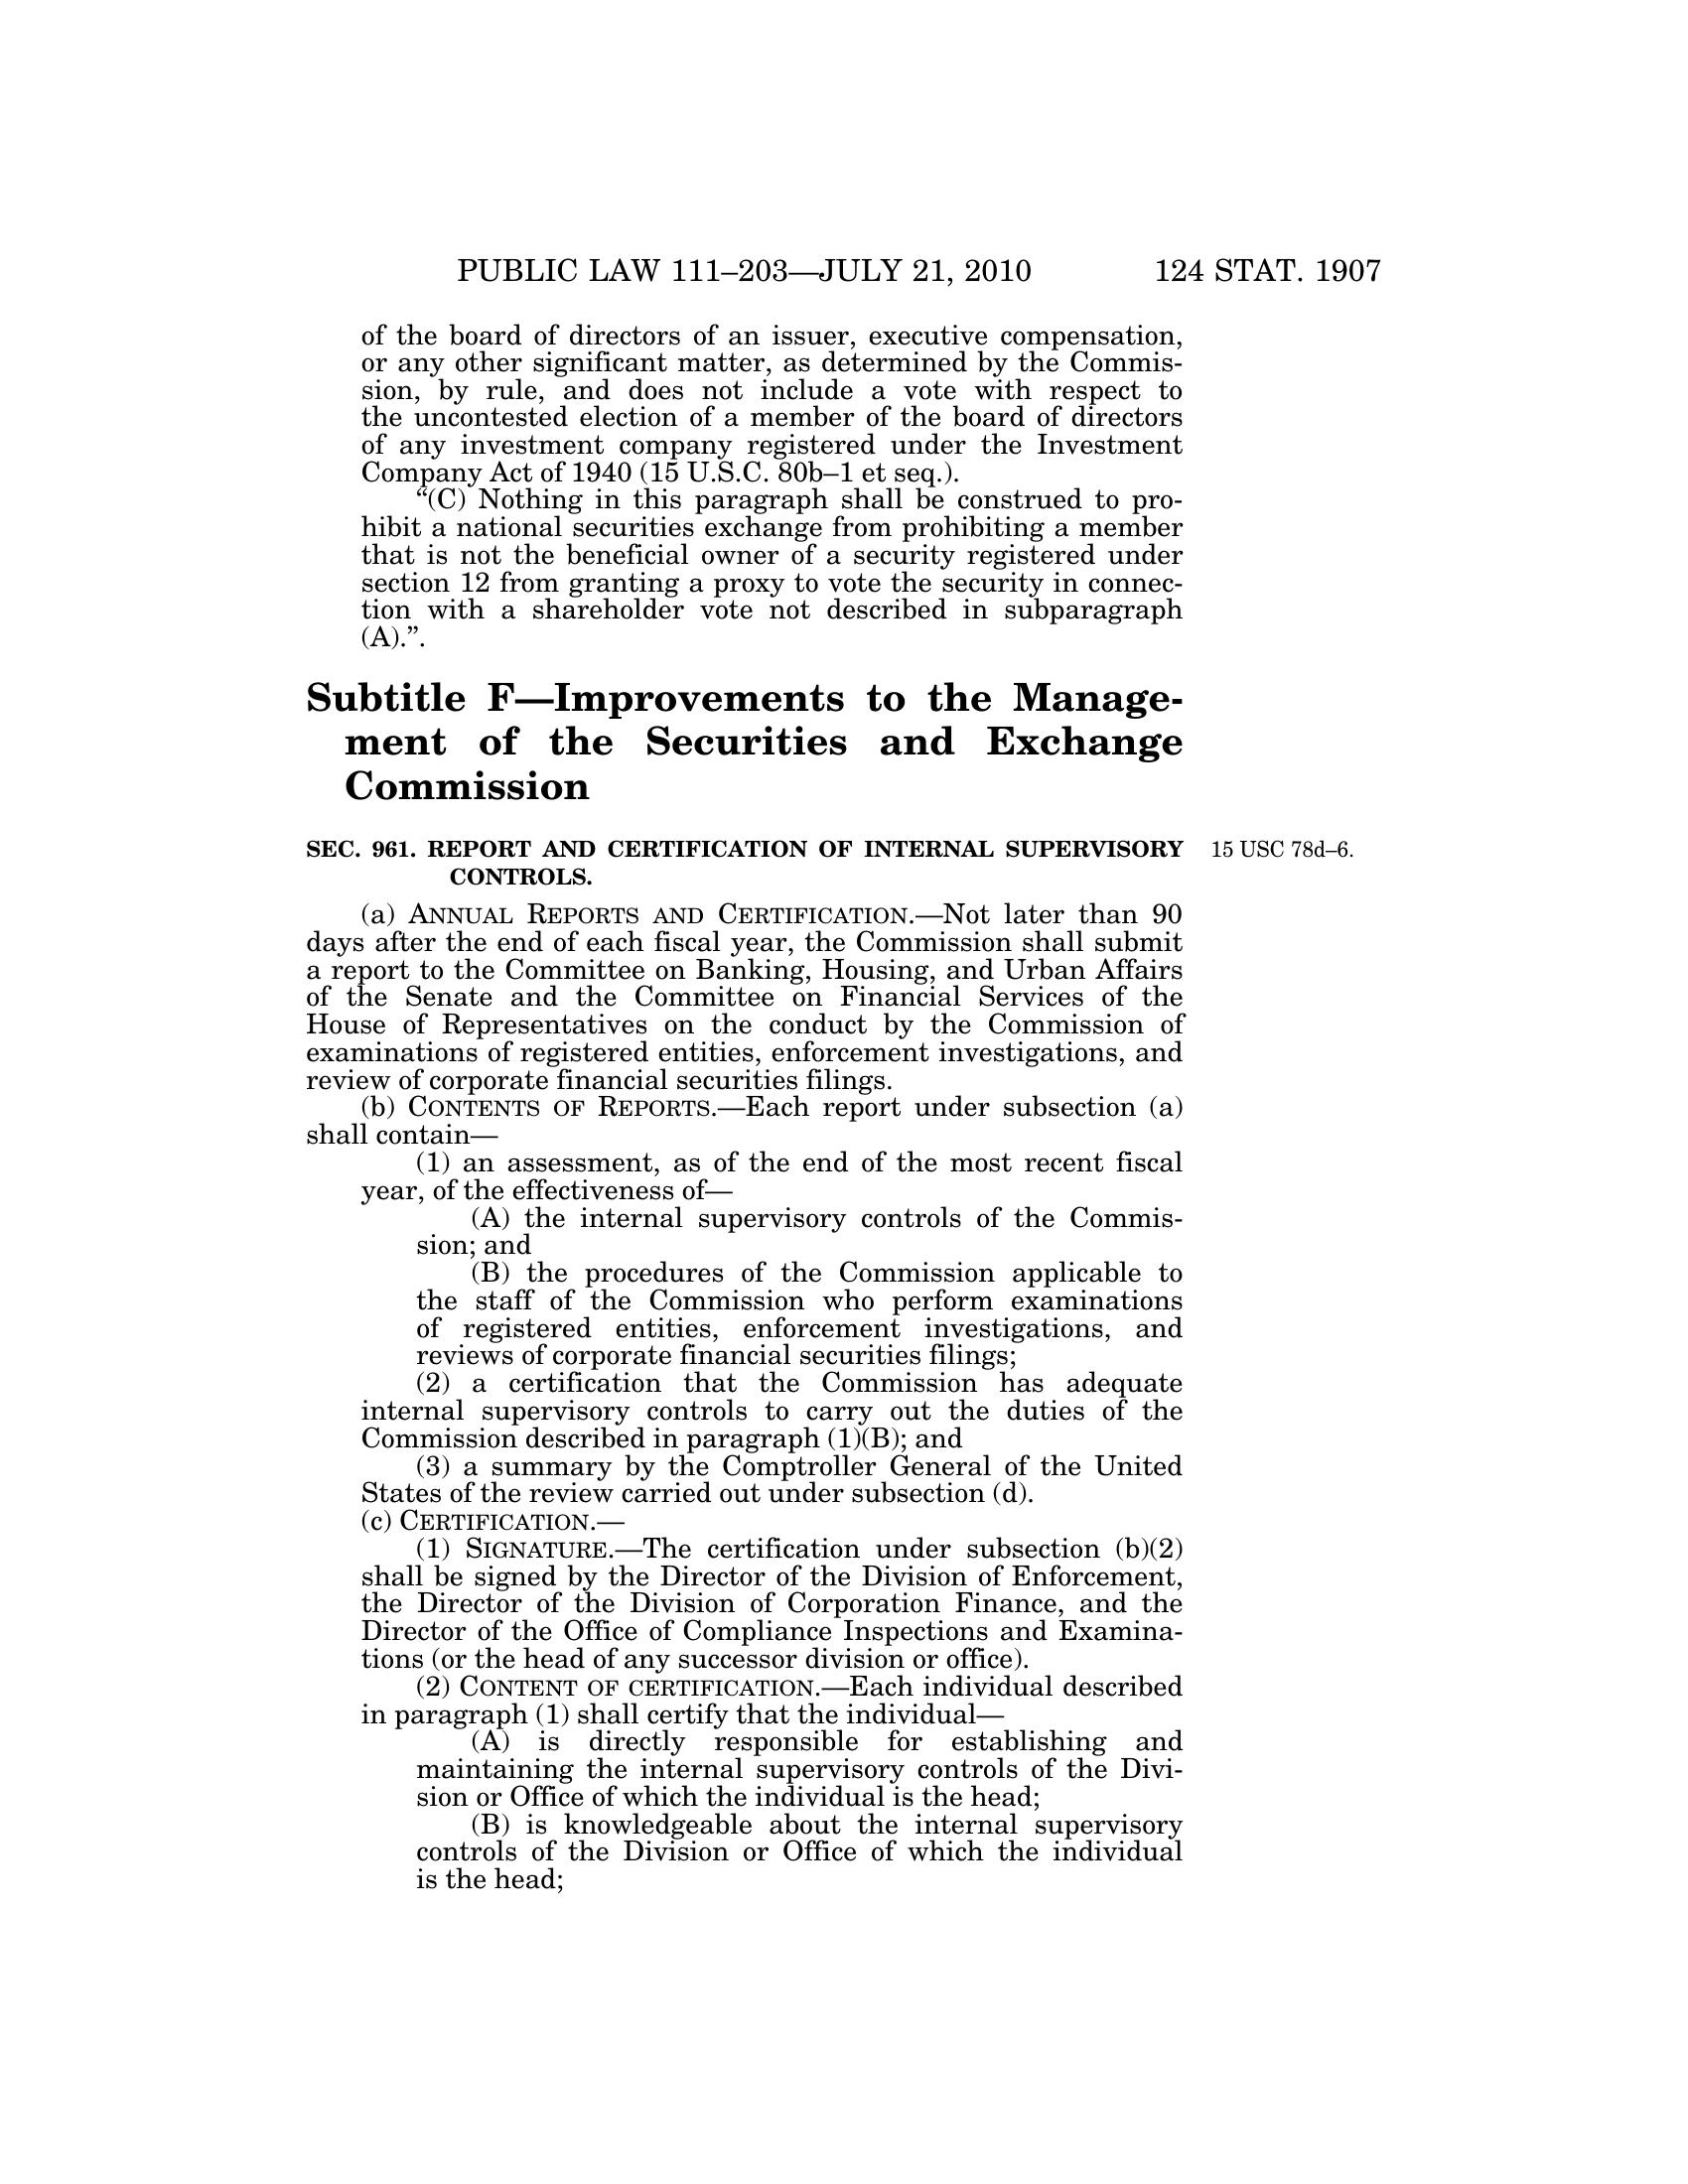 PUBLIC LAW 111–203—JULY 21, 2010 124 STAT. 1907
of the board of directors of an issuer, executive compensation,
or any other significant matter, as determined by the Commis-
sion, by rule, and does not include a vote with respect to
the uncontested election of a member of the board of directors
of any investment company registered under the Investment
Company Act of 1940 (15 U.S.C. 80b–1 et seq.).
“(C) Nothing in this paragraph shall be construed to pro-
hibit a national securities exchange from prohibiting a member
that is not the beneficial owner of a security registered under
section 12 from granting a proxy to vote the security in connec-
tion with a shareholder vote not described in subparagraph
(A).”.
Subtitle F—Improvements to the Manage-
ment of the Securities and Exchange
Commission
SEC. 961. REPORT AND CERTIFICATION OF INTERNAL SUPERVISORY 15 USC 78d–6.
CONTROLS.
(a) ANNUAL REPORTS AND CERTIFICATION.—Not later than 90
days after the end of each fiscal year, the Commission shall submit
a report to the Committee on Banking, Housing, and Urban Affairs
of the Senate and the Committee on Financial Services of the
House of Representatives on the conduct by the Commission of
examinations of registered entities, enforcement investigations, and
review of corporate financial securities filings.
(b) CONTENTS OF REPORTS.—Each report under subsection (a)
shall contain—
(1) an assessment, as of the end of the most recent fiscal
year, of the effectiveness of—
(A) the internal supervisory controls of the Commis-
sion; and
(B) the procedures of the Commission applicable to
the staff of the Commission who perform examinations
of registered entities, enforcement investigations, and
reviews of corporate financial securities filings;
(2) a certification that the Commission has adequate
internal supervisory controls to carry out the duties of the
Commission described in paragraph (1)(B); and
(3) a summary by the Comptroller General of the United
States of the review carried out under subsection (d).
(c) CERTIFICATION.—
(1) SIGNATURE.—The certification under subsection (b)(2)
shall be signed by the Director of the Division of Enforcement,
the Director of the Division of Corporation Finance, and the
Director of the Office of Compliance Inspections and Examina-
tions (or the head of any successor division or office).
(2) CONTENT OF CERTIFICATION.—Each individual described
in paragraph (1) shall certify that the individual—
(A) is directly responsible for establishing and
maintaining the internal supervisory controls of the Divi-
sion or Office of which the individual is the head;
(B) is knowledgeable about the internal supervisory
controls of the Division or Office of which the individual
is the head;